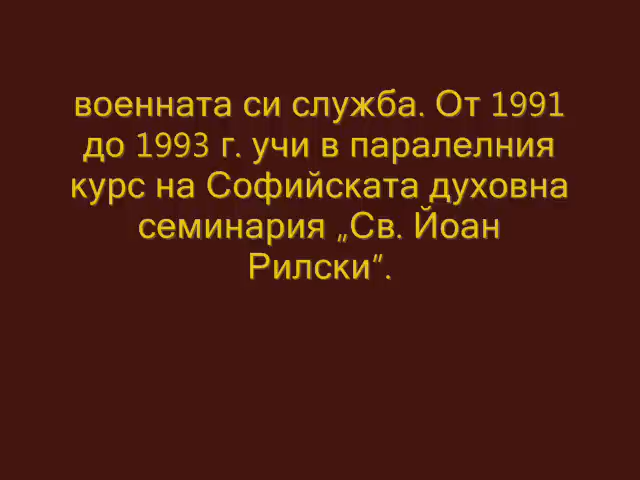 военната си служба. От 1991
до 1993 г. учи в паралелния
курс на Софийската духовна
семинария „Св. Йоан
Рилски“.